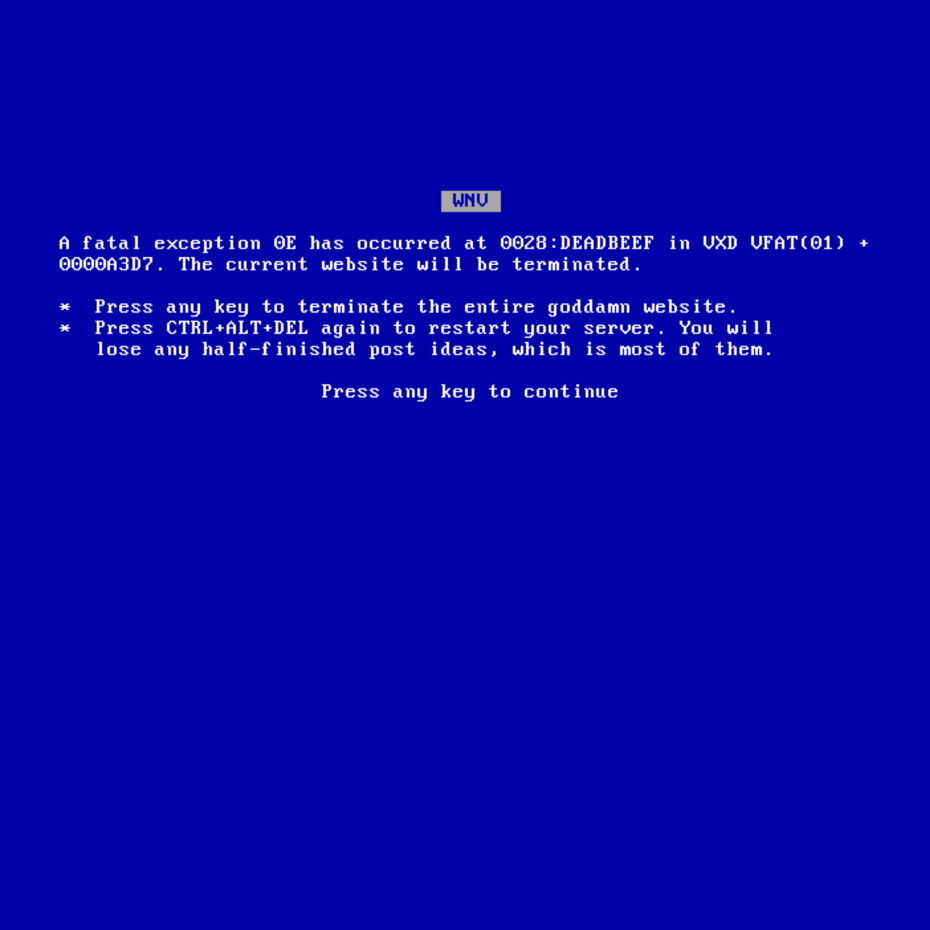 WNV
A fatal exception 0E has occurred at 0028:DEADBEEF in VXD VFAT(01) +
0000A3D7. The current website will be terminated.
* Press any key to terminate the entire goddamn website.
* Press CTRL+ALT+DEL again to restart your server. You will
lose any half-finished post ideas, which is most of them.
Press any key to continue